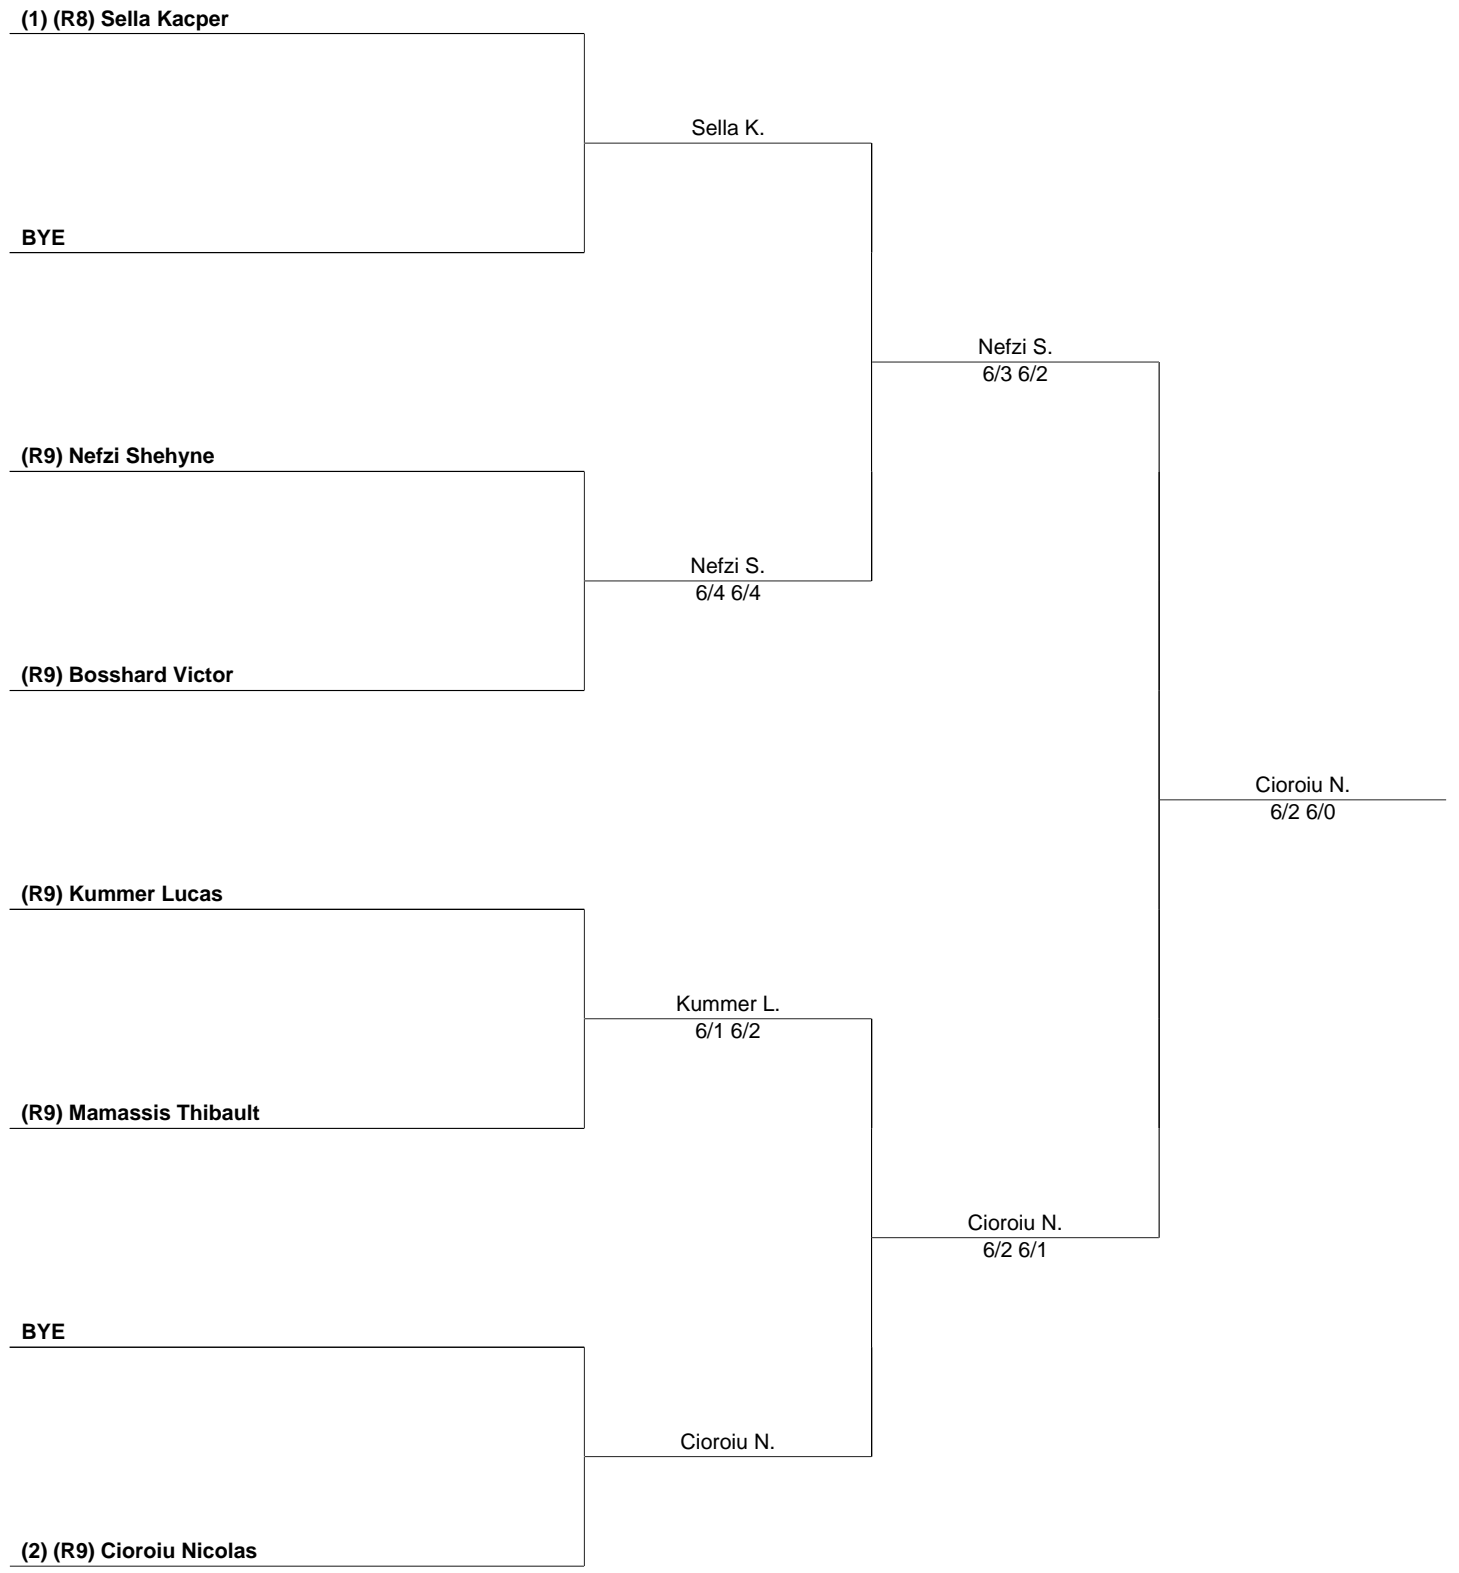 (1) (R8) Sella Kacper
Sella K.
BYE
Nefzi S.
6/3 6/2
(R9) Nefzi Shehyne
Nefzi S.
6/4 6/4
(R9) Bosshard Victor
Cioroiu N.
6/2 6/0
(R9) Kummer Lucas
Kummer L.
6/1 6/2
(R9) Mamassis Thibault
Cioroiu N.
6/2 6/1
BYE
Cioroiu N.
(2) (R9) Cioroiu Nicolas